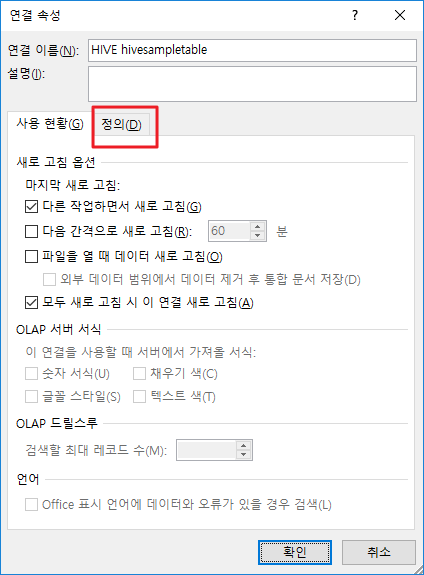 연결 속성
연결 이름(N): HIVE hivesampletable
설명(I):
사용 현황(G) 정의(D)
새로 고침 옵션
마지막 새로 고침:
다른 작업하면서 새로 고침(G)
다음 간격으로 새로 고침(R): 60 분
파일을 열 때 데이터 새로 고침(O)
외부 데이터 범위에서 데이터 제거 후 통합 문서 저장(D)
모두 새로 고침 시 이 연결 새로 고침(A)
OLAP 서버 서식
이 연결을 사용할 때 서버에서 가져올 서식:
숫자 서식(U) 채우기 색(C)
글꼴 스타일(S) 텍스트 색(T)
OLAP 드릴스루
검색할 최대 레코드 수(M):
언어
Office 표시 언어에 데이터와 오류가 있을 경우 검색(L)
확인 취소